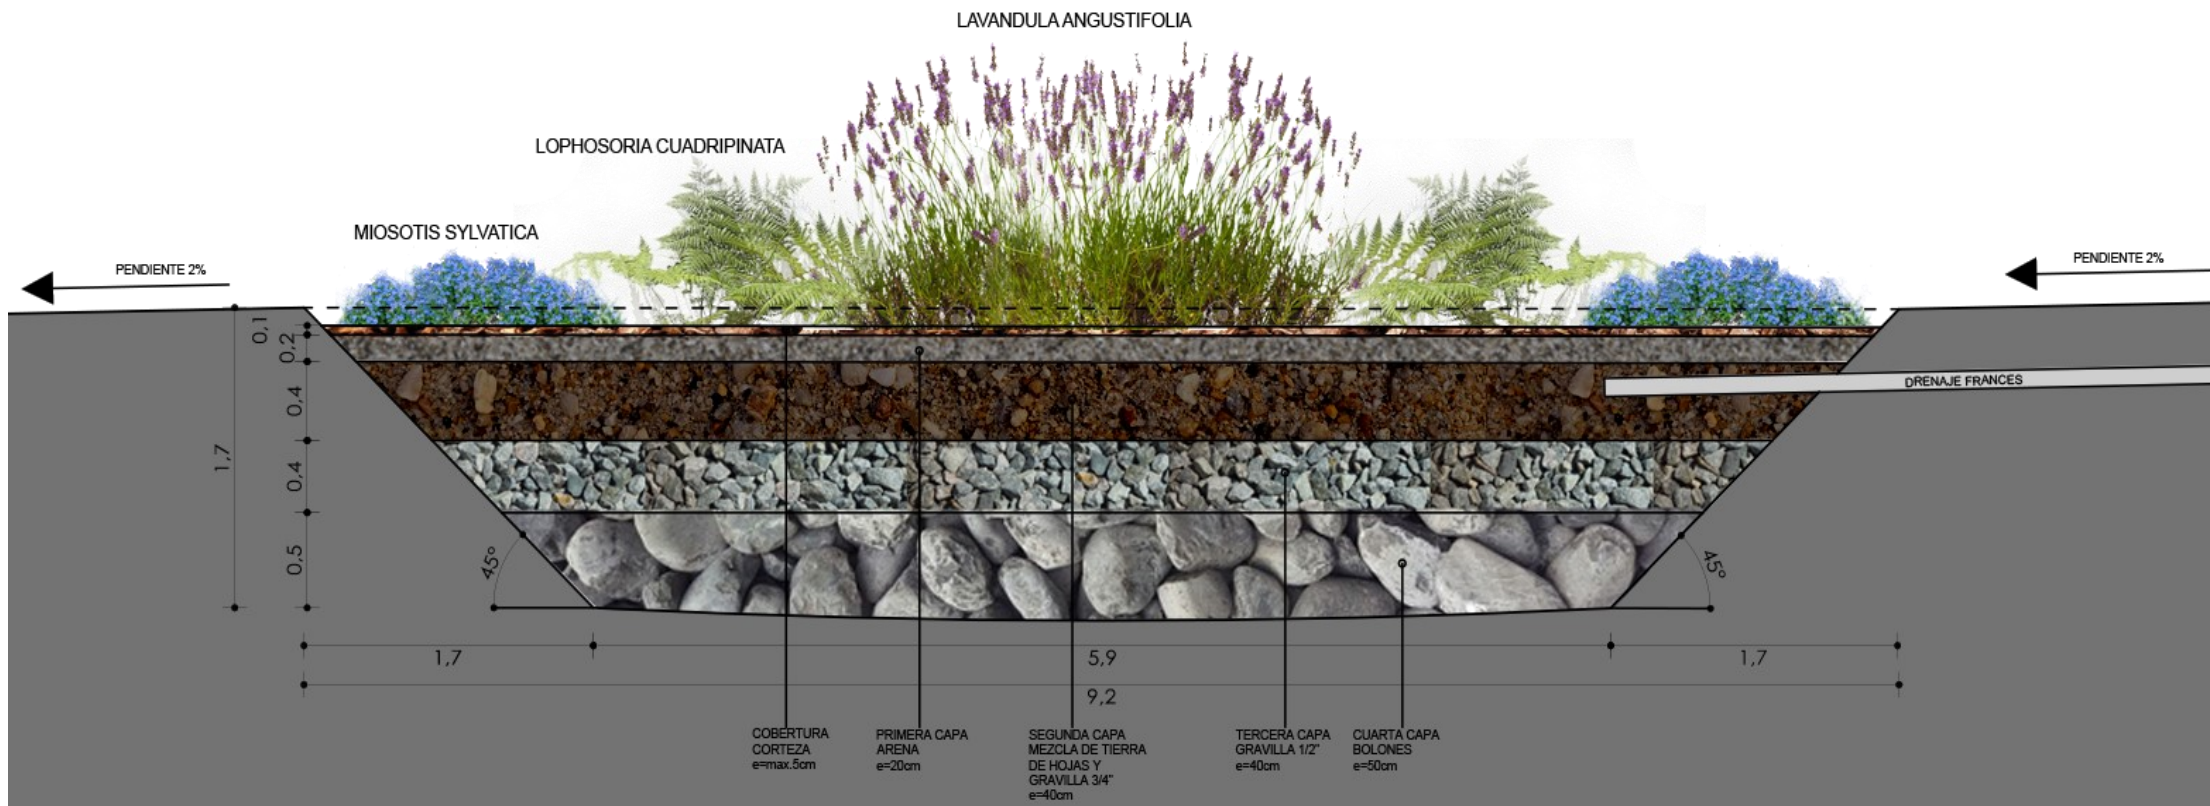 LAVANDULA ANGUSTIFOLIA
LOPHOSORIA CUADRIPINATA
MIOSOTIS SYLVATICA
PENDIENTE 2%
PENDIENTE 2%
0,1
0,2
0,4
0,4
0,5
1,7
DRENAJE FRANCES
45°
45°
1,7
5,9
1,7
9,2
COBERTURA
CORTEZA
e=max.5cm
PRIMERA CAPA
ARENA
e=20cm
SEGUNDA CAPA
MEZCLA DE TIERRA
DE HOJAS Y
GRAVILLA 3/4"
e=40cm
TERCERA CAPA
GRAVILLA 1/2"
e=40cm
CUARTA CAPA
BOLONES
e=50cm